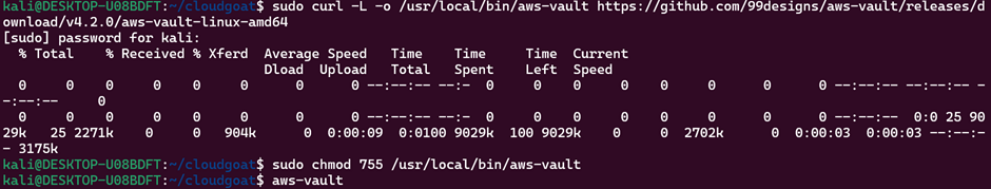 kali@DESKTOP-U08BDFT:~/cloudgoat$ sudo curl -L -o /usr/local/bin/aws-vault https://github.com/99designs/aws-vault/releases/d
ownload/v4.2.0/aws-vault-linux-amd64
[sudo] password for kali:
% Total % Received % Xferd Average Speed Time Time Time Current
Dload Upload Total Spent Left Speed
0 0 0 0 0 0 0 0 --:--:-- --:- 0 0 0 0 0 0 0 0 --:--:-- --:--:-- --
-:--:-- 0
0 0 0 0 0 0 0 0 --:--:-- --:- 0 0 0 0 0 0 0 0 --:--:-- 0:0 25 90
29k 25 2271k 0 0 904k 0 0:00:09 0:0100 9029k 100 9029k 0 0 2702k 0 0:00:03 0:00:03 --:--:-
- 3175k
kali@DESKTOP-U08BDFT:~/cloudgoat$ sudo chmod 755 /usr/local/bin/aws-vault
kali@DESKTOP-U08BDFT:~/cloudgoat$ aws-vault